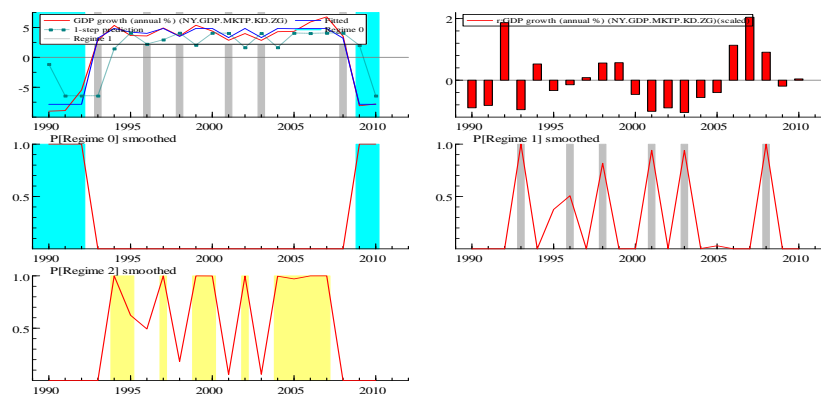 GDP growth (annual %) (NY.GDP.MKTP.KD.ZG) Fitted
1-step prediction Regime 0
Regime 1
5
0
-5
1990 1995 2000 2005 2010
r:GDP growth (annual %) (NY.GDP.MKTP.KD.ZG)(scaled)
2
0
1990 1995 2000 2005 2010
P[Regime 0] smoothed
1.0
0.5
1990 1995 2000 2005 2010
P[Regime 1] smoothed
1.0
0.5
1990 1995 2000 2005 2010
P[Regime 2] smoothed
1.0
0.5
1990 1995 2000 2005 2010